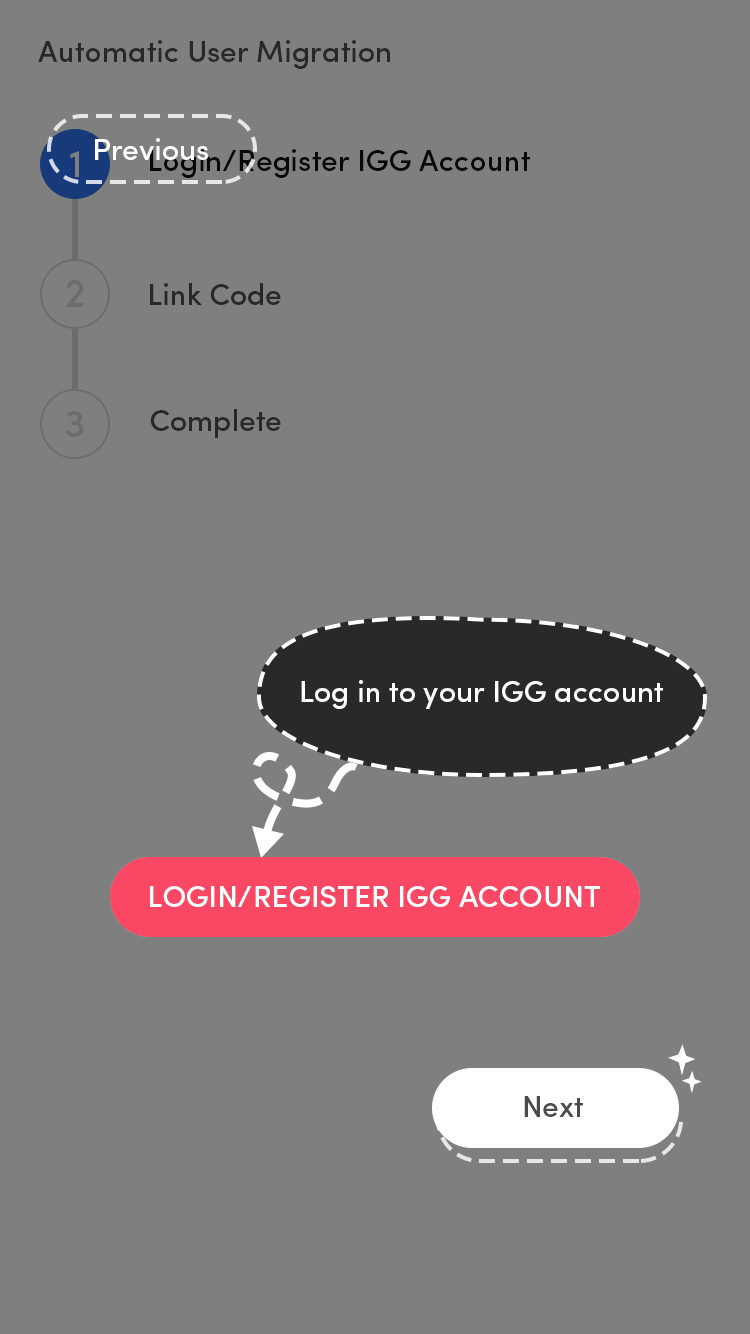 Automatic User Migration
Previous
1
Login/Register IGG Account
2
Link Code
3
Complete
Log in to your IGG account
LOGIN/REGISTER IGG ACCOUNT
Next